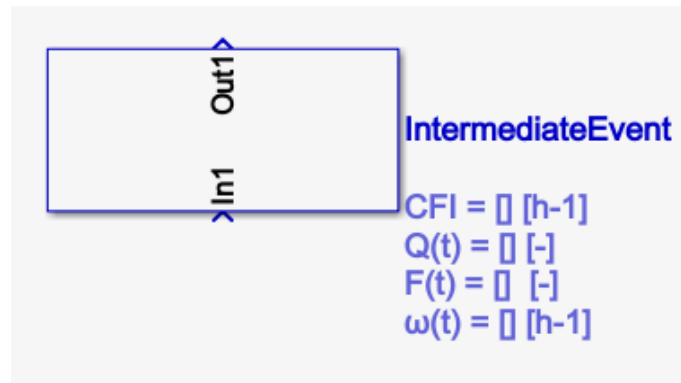 Out1
In1
IntermediateEvent
CFI = [] [h-1]
Q(t) = [] [-]
F(t) = [] [-]
ω(t) = [] [h-1]